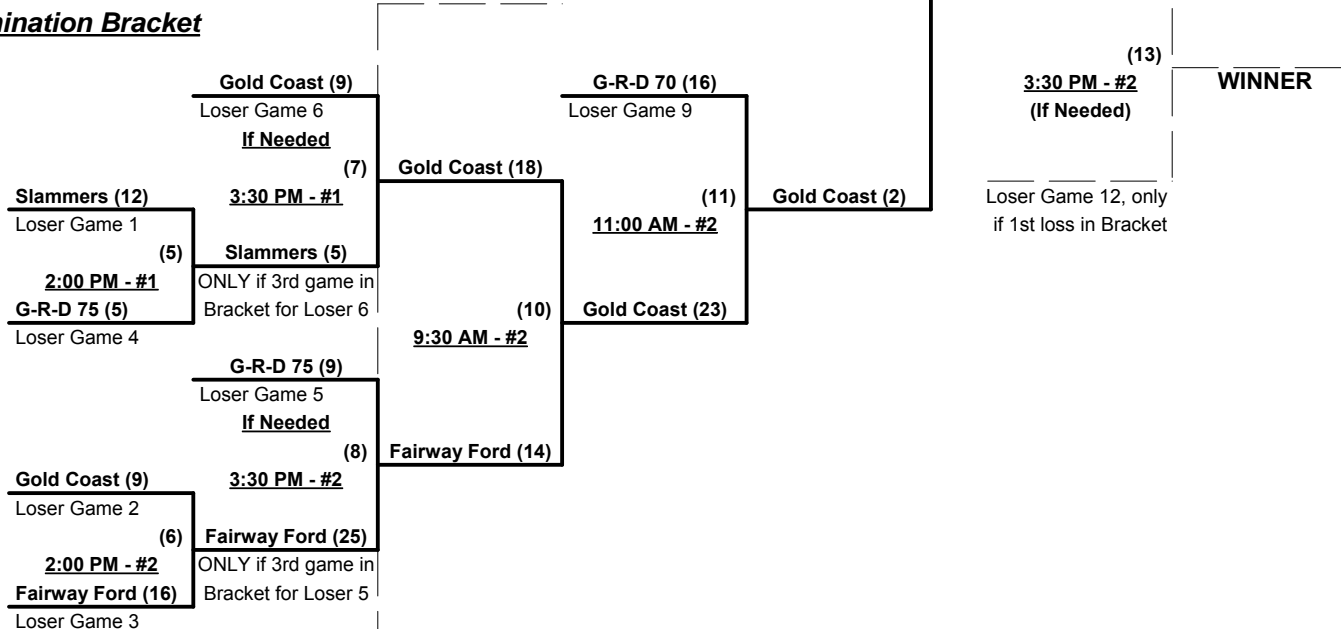 mination Bracket
(13)
Gold Coast (9)
G-R-D 70 (16)
3:30 PM - #2
WINNER
Loser Game 6
Loser Game 9
(If Needed)
If Needed
(7)
Gold Coast (18)
Slammers (12)
3:30 PM - #1
(11)
Gold Coast (2)
Loser Game 12, only
Loser Game 1
11:00 AM - #2
if 1st loss in Bracket
(5)
Slammers (5)
2:00 PM - #1
ONLY if 3rd game in
G-R-D 75 (5)
Bracket for Loser 6
(10)
Gold Coast (23)
Loser Game 4
9:30 AM - #2
G-R-D 75 (9)
Loser Game 5
If Needed
(8)
Fairway Ford (14)
Gold Coast (9)
3:30 PM - #2
Loser Game 2
(6)
Fairway Ford (25)
2:00 PM - #2
ONLY if 3rd game in
Fairway Ford (16)
Bracket for Loser 5
Loser Game 3